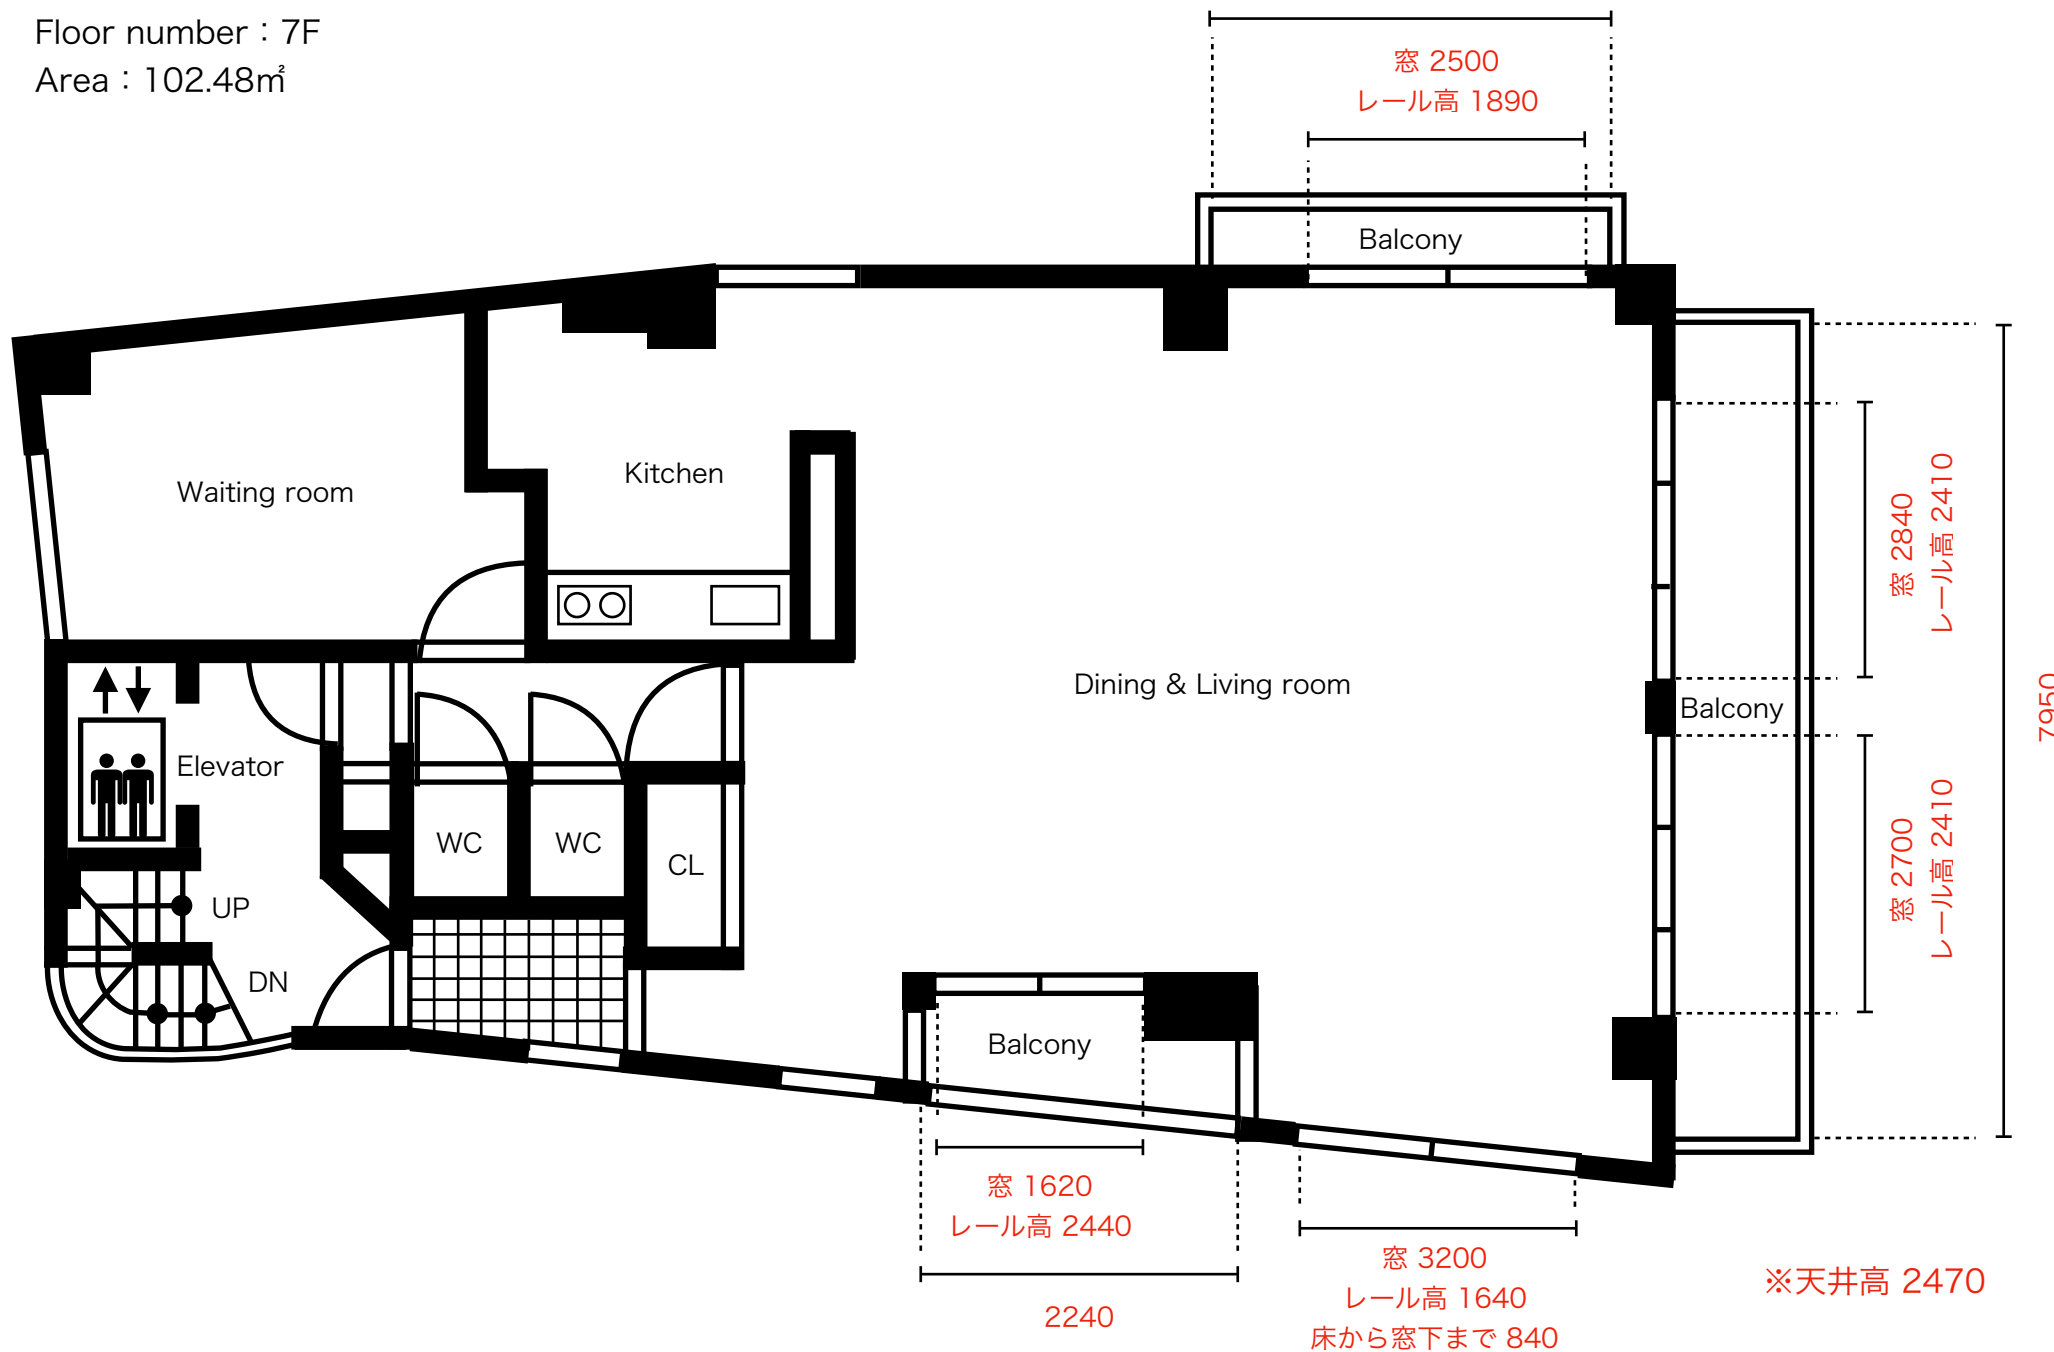 Floor number：7F
Area：102.48㎡
窓 2500
レール高 1890
Balcony
Waiting room
Kitchen
Dining & Living room
Balcony
窓 2840
レール高 2410
7950
窓 2700
レール高 2410
Elevator
WC
WC
CL
UP
DN
Balcony
窓 1620
レール高 2440
2240
窓 3200
レール高 1640
床から窓下まで 840
※天井高 2470